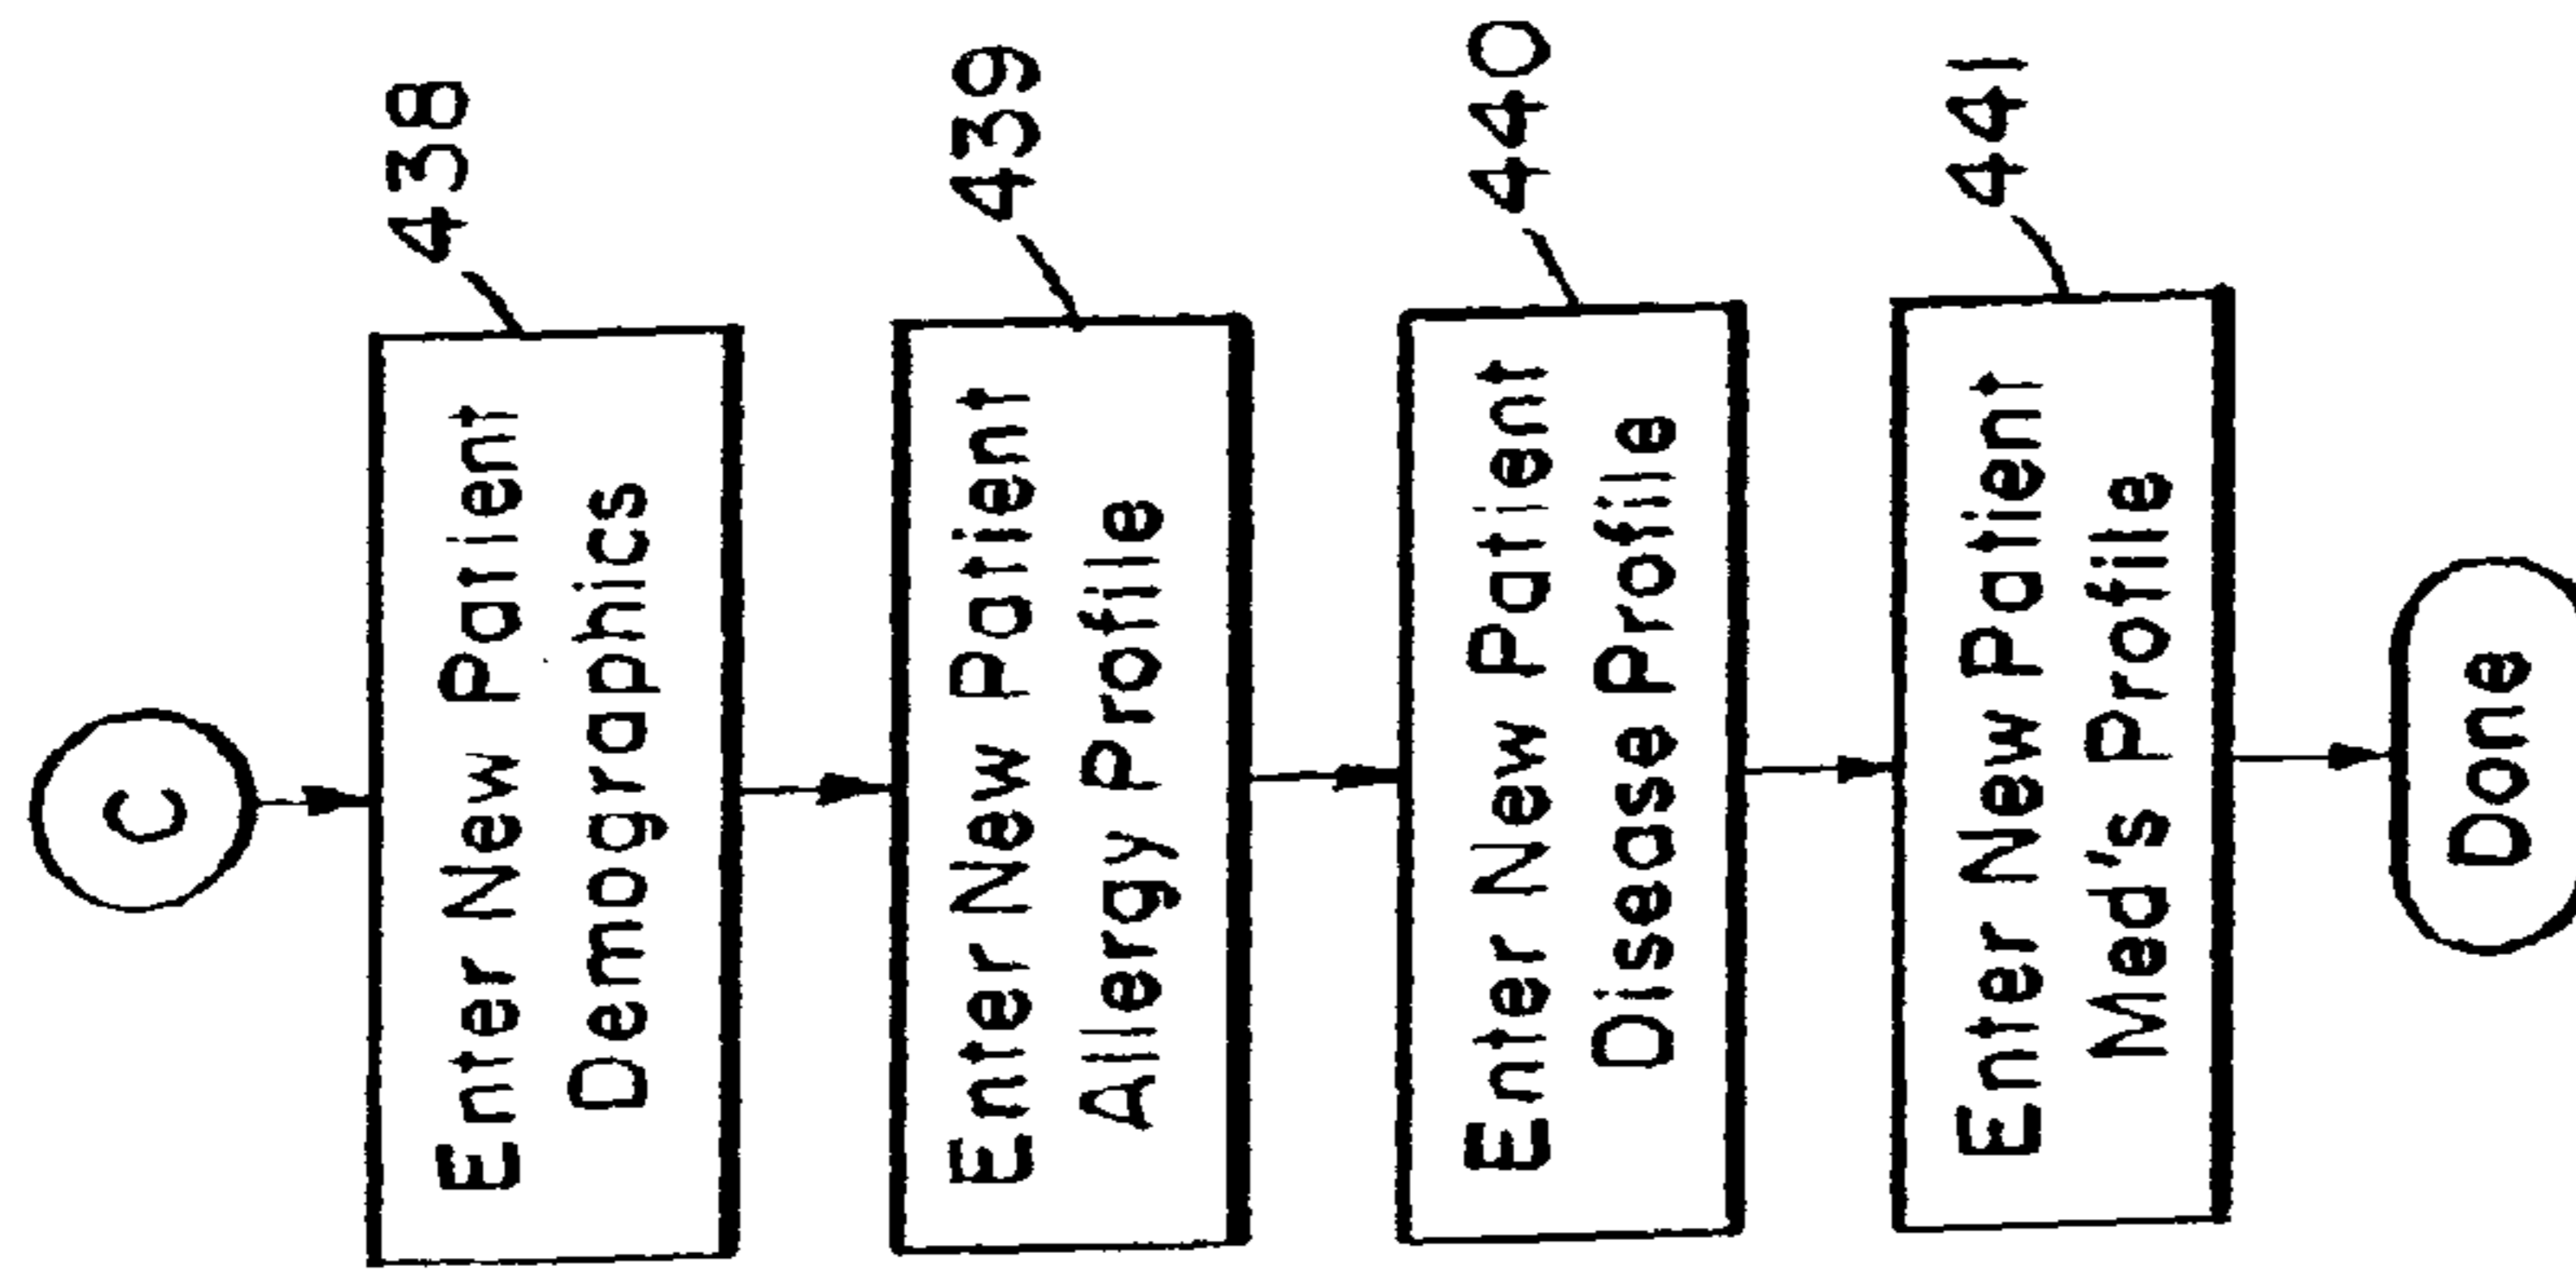 C
438
Enter New Patient
Demographics
439
Enter New Patient
Allergy Profile
440
Enter New Patient
Disease Profile
441
Enter New Patient
Med's Profile
Done